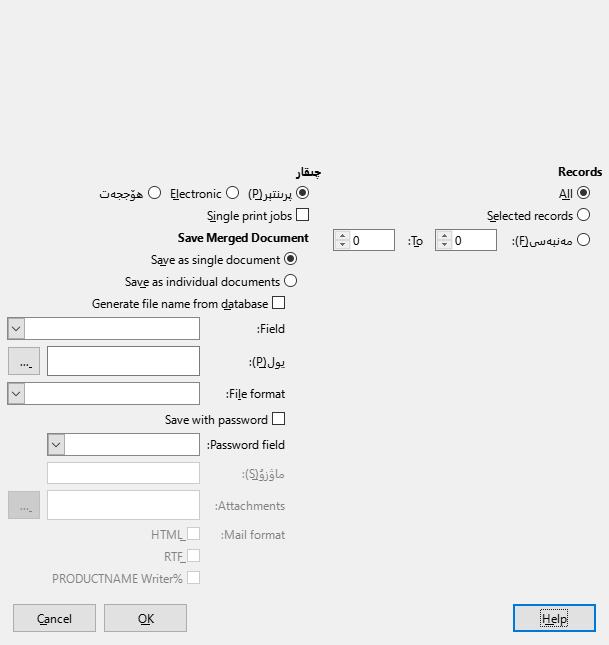 Records
All
Selected records
مەنبەسى(F): 0 To: 0
چىقار
پرىنتېر(P) Electronic ھۆججەت
Single print jobs
Save Merged Document
Save as single document
Save as individual documents
Generate file name from database
Field:
يول(P): ...
File format:
Save with password
Password field:
ماۋزۇ(S):
Attachments: ...
Mail format: HTML
RTF
PRODUCTNAME Writer%
Help OK Cancel